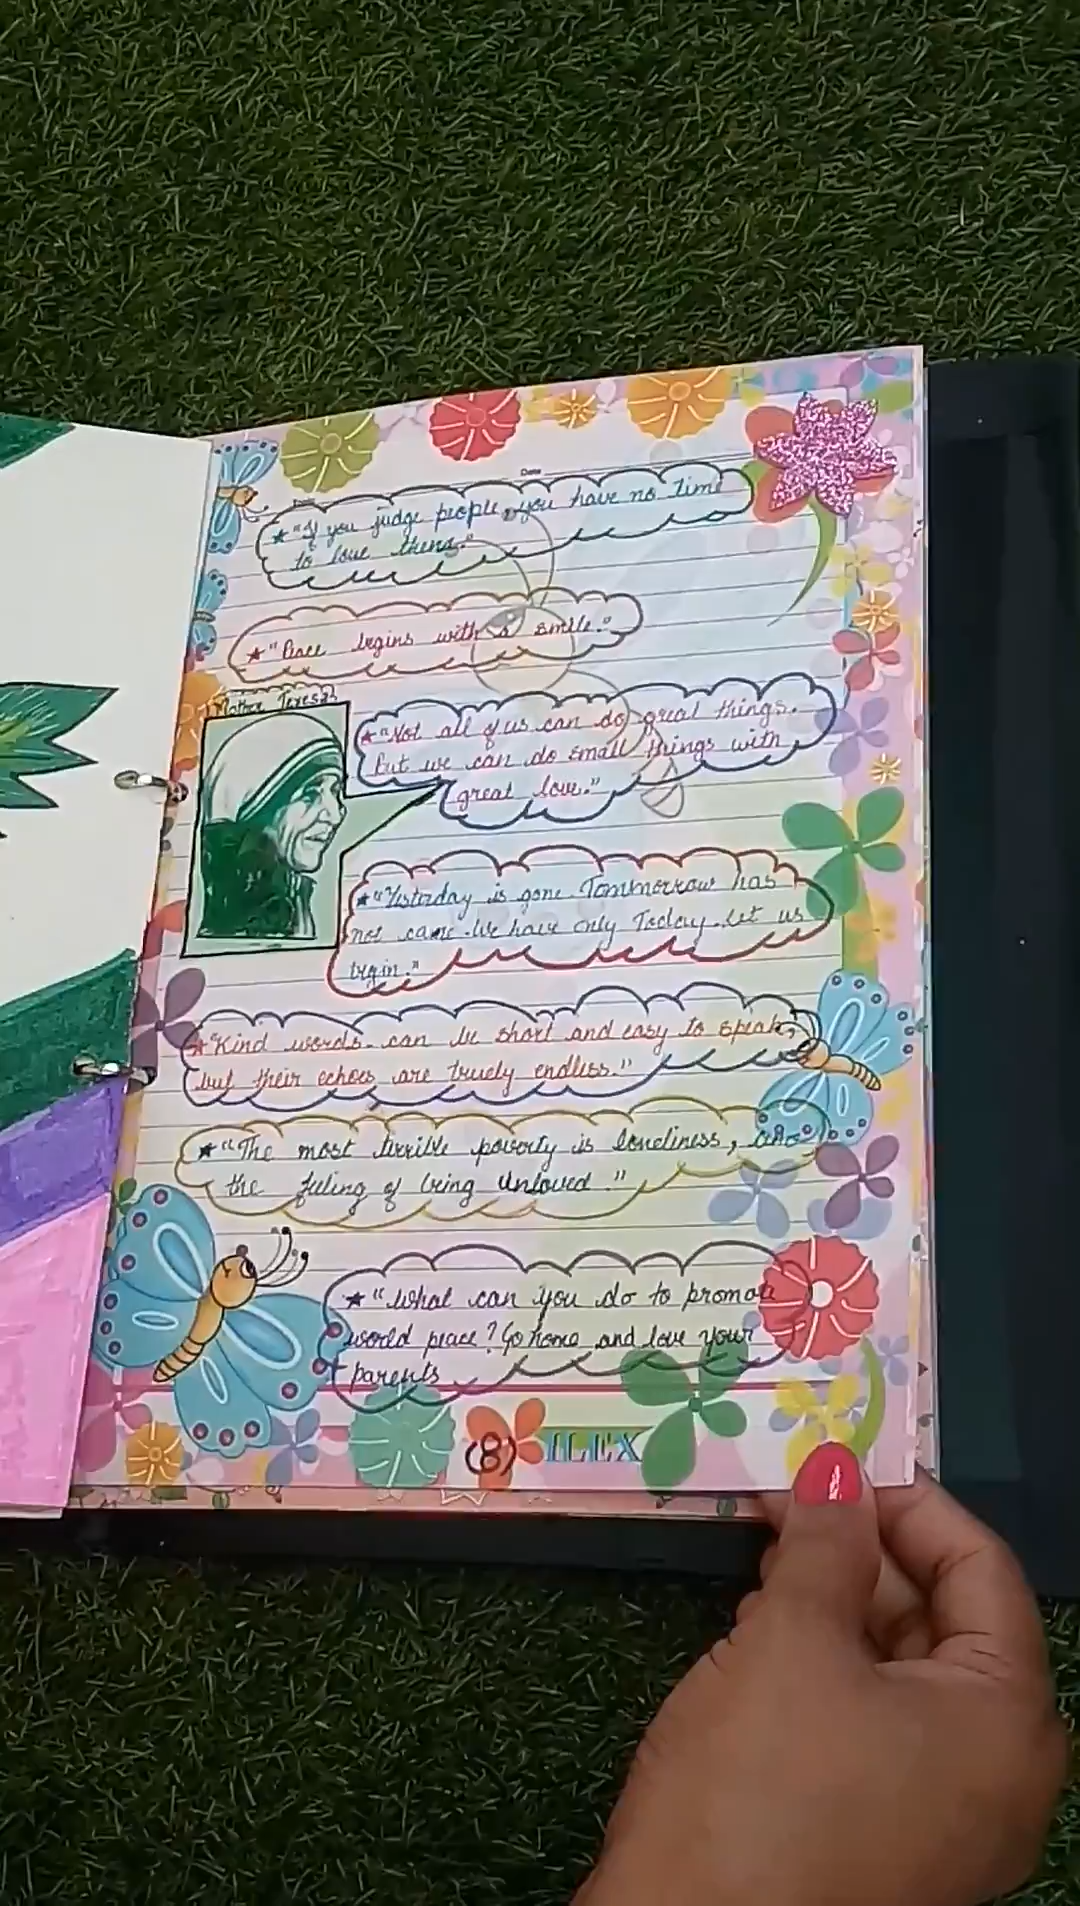 Date
★ "If you judge people, you have no time
to love them."
★ "Peace begins with a smile."
Mother Teresa
★ "Not all of us can do great things.
but we can do small things with
great love."
★ "Yesterday is gone. Tommorrow has
not came. We have only Today. Let us
begin."
★ "Kind words can be short and easy to speak,
but their echoes are truely endless."
★ "The most terrible poverty is loneliness, and
the feeling of being unloved."
★ "What can you do to promote
world peace? Go home and love your
parents
(8) ILEX